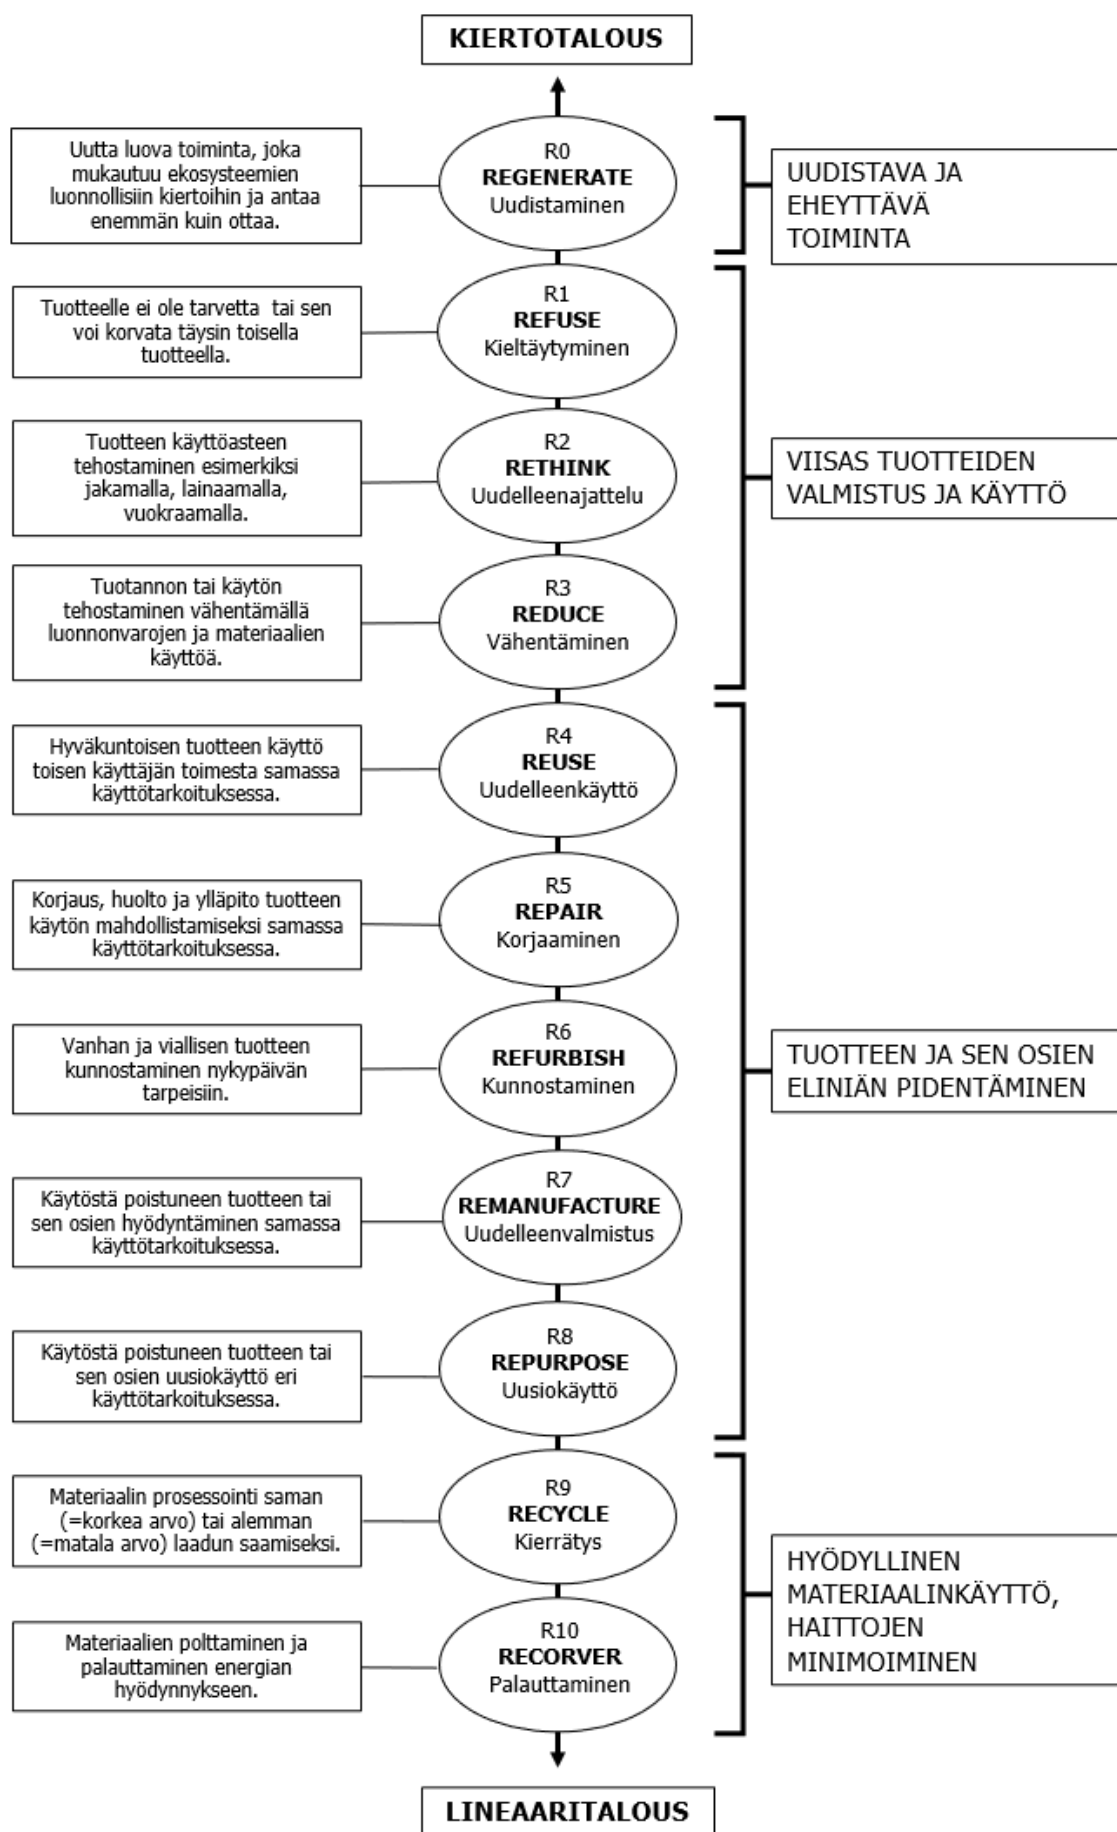 KIERTOTALOUS
Uutta luova toiminta, joka
mukautuu ekosysteemien
luonnollisiin kiertoihin ja antaa
enemmän kuin ottaa.
R0
REGENERATE
Uudistaminen
UUDISTAVA JA
EHEYTTÄVÄ
TOIMINTA
Tuotteelle ei ole tarvetta tai sen
voi korvata täysin toisella
tuotteella.
R1
REFUSE
Kieltäytyminen
Tuotteen käyttöasteen
tehostaminen esimerkiksi
jakamalla, lainaamalla,
vuokraamalla.
R2
RETHINK
Uudelleenajattelu
VIISAS TUOTTEIDEN
VALMISTUS JA KÄYTTÖ
Tuotannon tai käytön
tehostaminen vähentämällä
luonnonvarojen ja materiaalien
käyttöä.
R3
REDUCE
Vähentäminen
Hyväkuntoisen tuotteen käyttö
toisen käyttäjän toimesta samassa
käyttötarkoituksessa.
R4
REUSE
Uudelleenkäyttö
Korjaus, huolto ja ylläpito tuotteen
käytön mahdollistamiseksi samassa
käyttötarkoituksessa.
R5
REPAIR
Korjaaminen
Vanhan ja viallisen tuotteen
kunnostaminen nykypäivän
tarpeisiin.
R6
REFURBISH
Kunnostaminen
TUOTTEEN JA SEN OSIEN
ELINIÄN PIDENTÄMINEN
Käytöstä poistuneen tuotteen tai
sen osien hyödyntäminen samassa
käyttötarkoituksessa.
R7
REMANUFACTURE
Uudelleenvalmistus
Käytöstä poistuneen tuotteen tai
sen osien uusiokäyttö eri
käyttötarkoituksessa.
R8
REPURPOSE
Uusiokäyttö
Materiaalin prosessointi saman
(=korkea arvo) tai alemman
(=matala arvo) laadun saamiseksi.
R9
RECYCLE
Kierrätys
HYÖDYLLINEN
MATERIAALINKÄYTTÖ,
HAITTOJEN
MINIMOIMINEN
Materiaalien polttaminen ja
palauttaminen energian
hyödynnykseen.
R10
RECORVER
Palauttaminen
LINEAARITALOUS